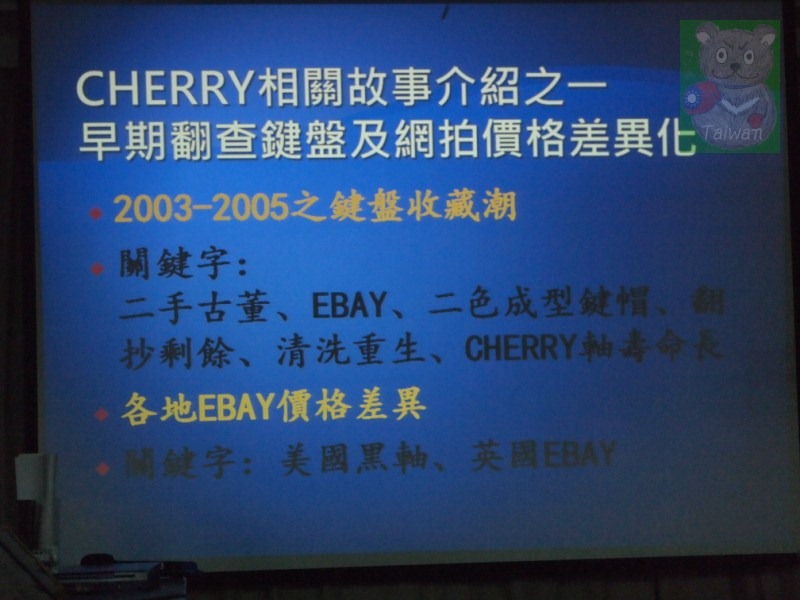 CHERRY相關故事介紹之一
早期翻查鍵盤及網拍價格差異化
Taiwan
2003-2005之鍵盤收藏潮
關鍵字:
二手古董、EBAY、二色成型鍵帽、翻
抄剩餘、清洗重生、CHERRY軸壽命長
各地EBAY價格差異
關鍵字: 美國黑軸、英國EBAY